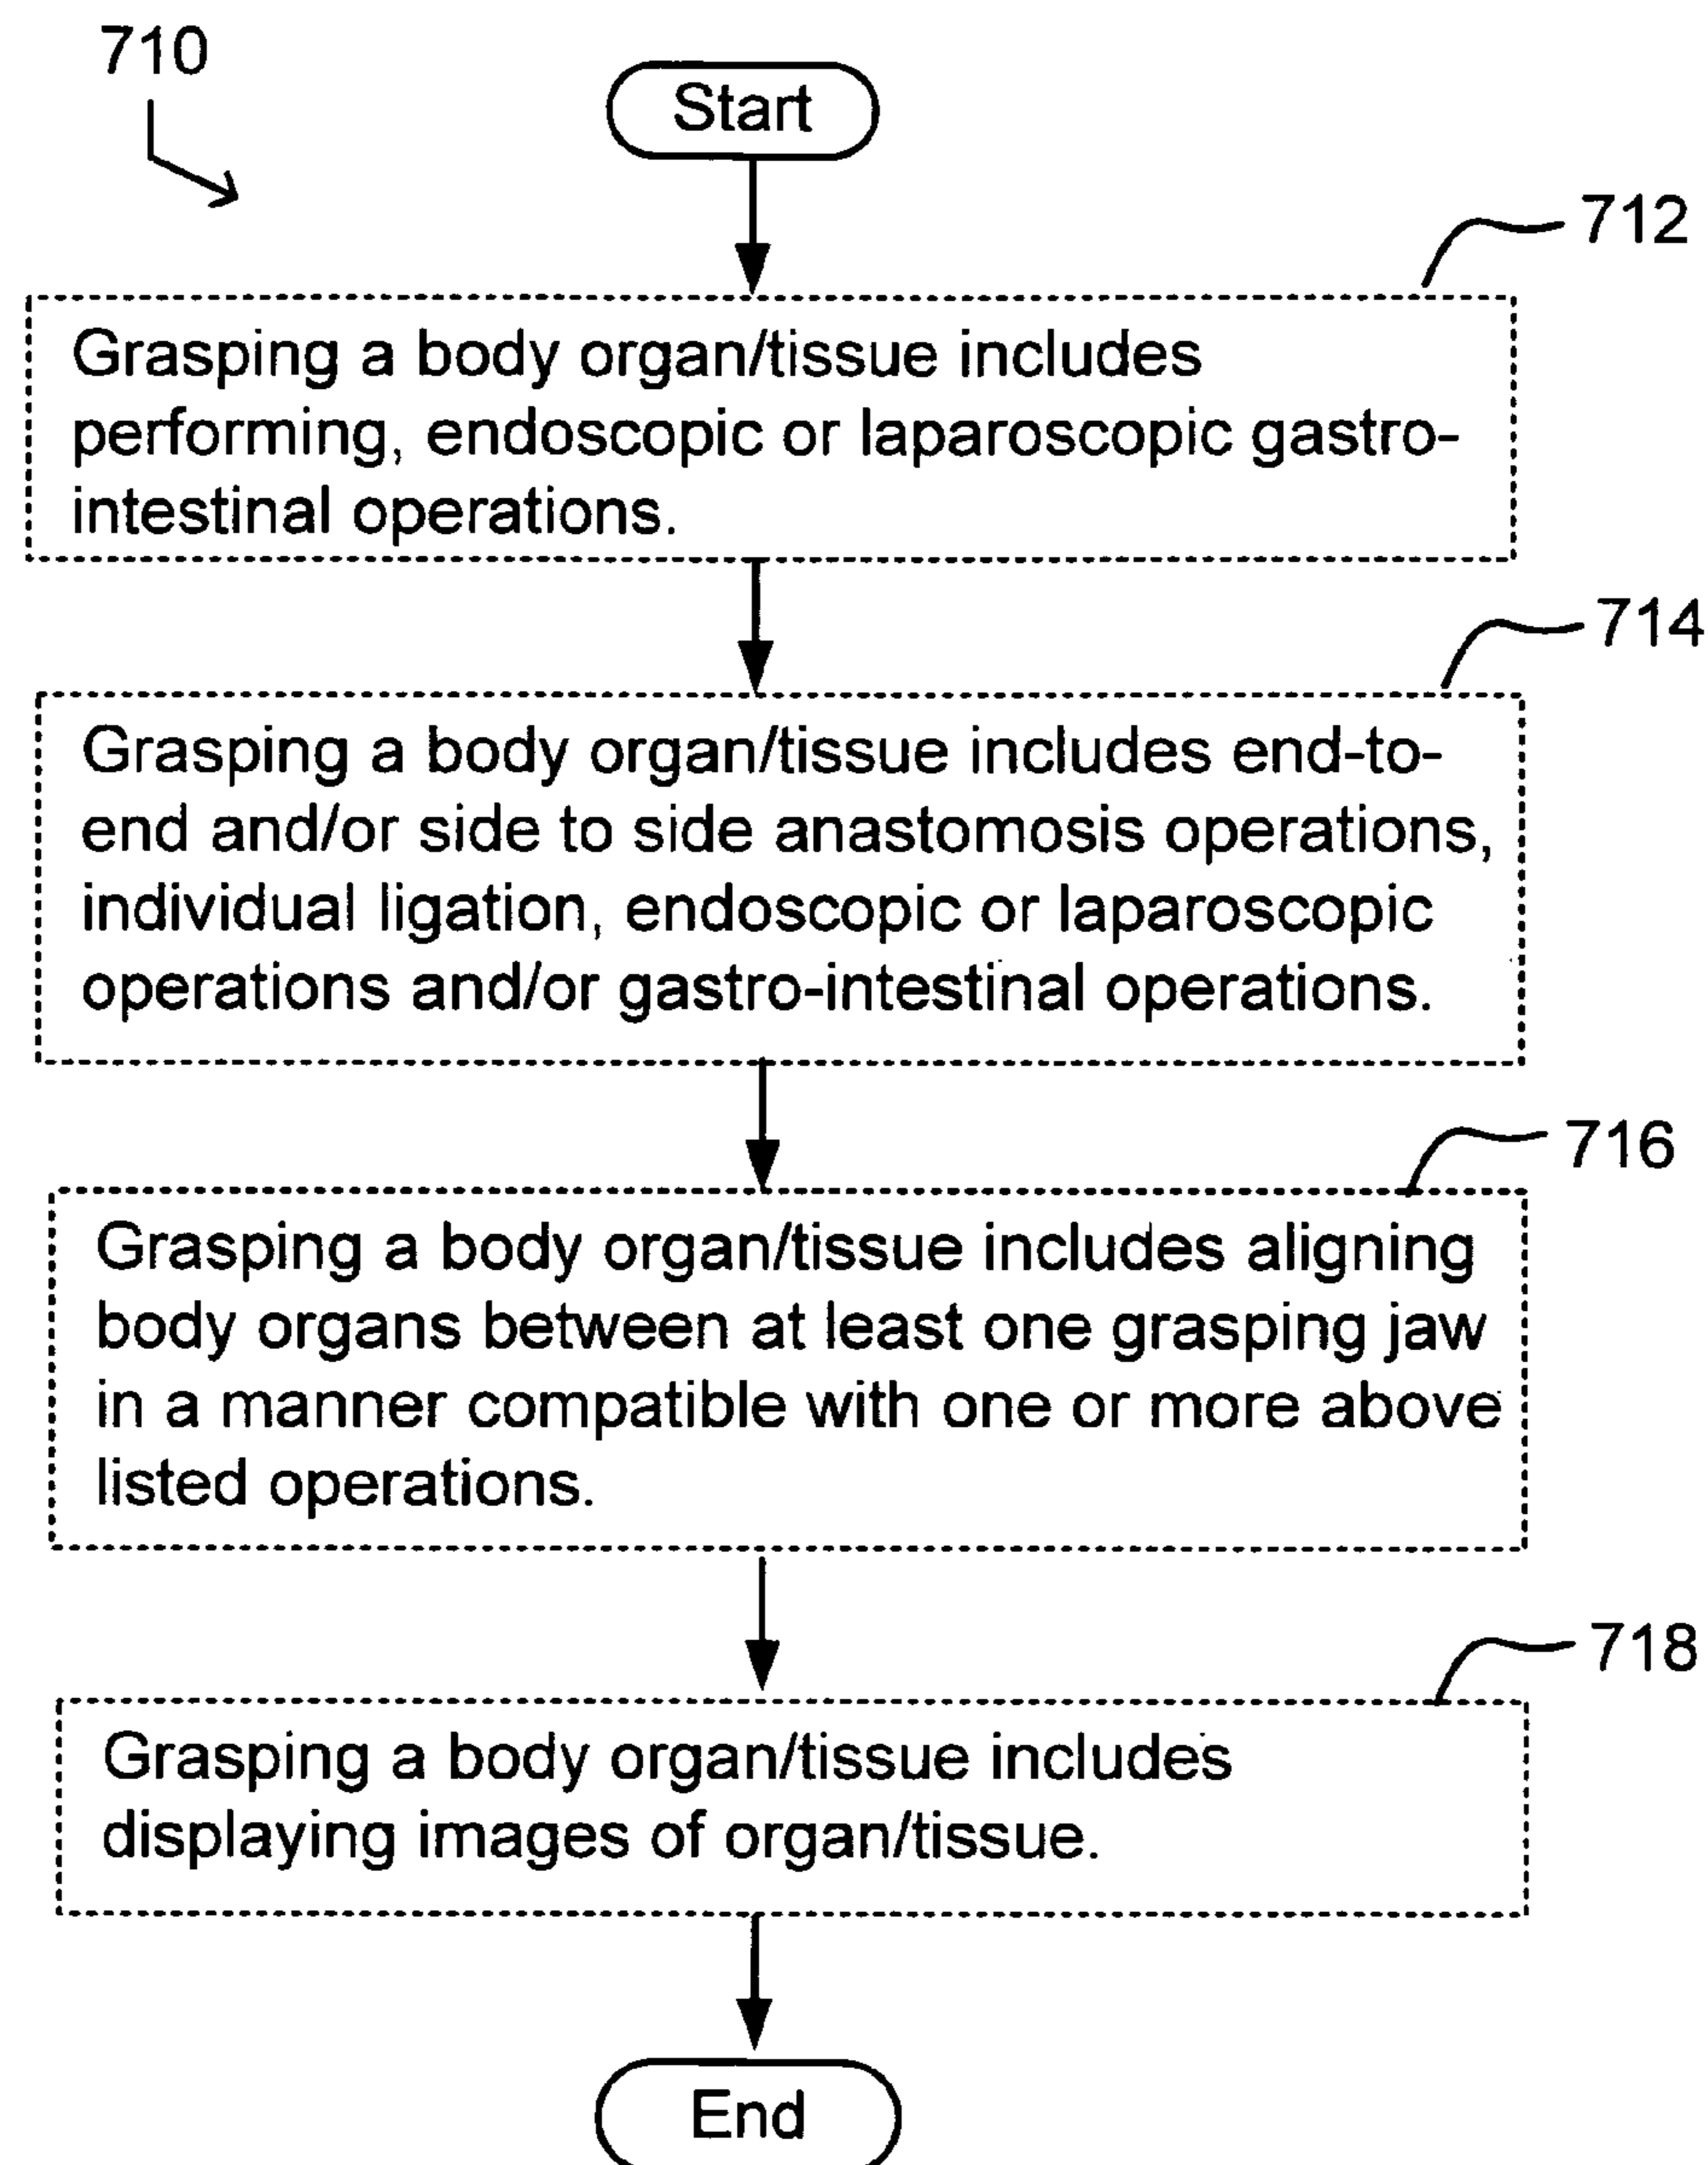 710
Start
712
Grasping a body organ/tissue includes
performing, endoscopic or laparoscopic gastro-
intestinal operations.
714
Grasping a body organ/tissue includes end-to-
end and/or side to side anastomosis operations,
individual ligation, endoscopic or laparoscopic
operations and/or gastro-intestinal operations.
716
Grasping a body organ/tissue includes aligning
body organs between at least one grasping jaw
in a manner compatible with one or more above
listed operations.
718
Grasping a body organ/tissue includes
displaying images of organ/tissue.
End